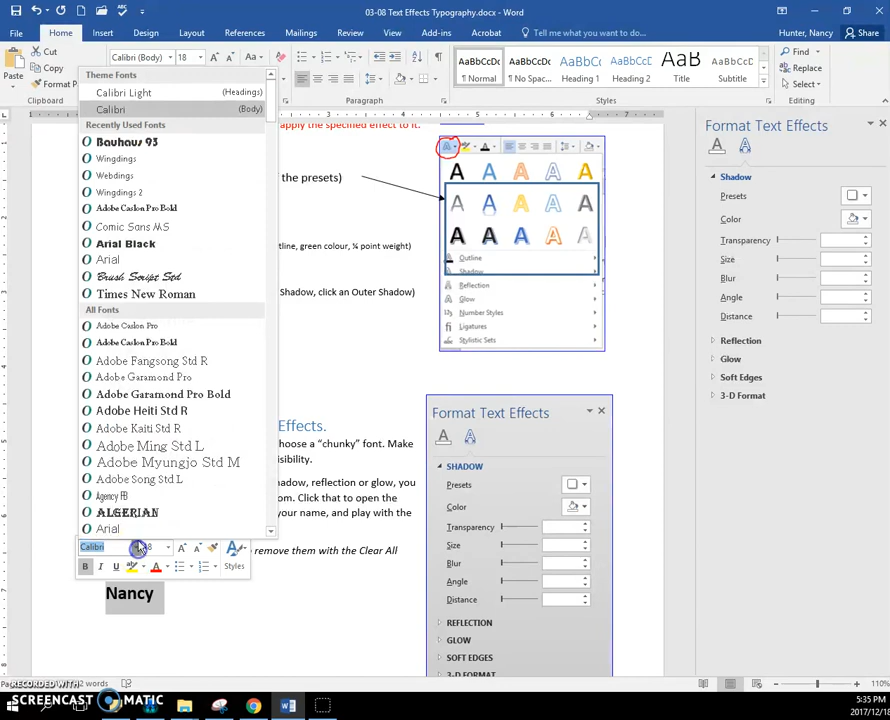 03-08 Text Effects Typography.docx - Word
File Home Insert Design Layout References Mailings Review View Add-ins Acrobat Tell me what you want to do... Hunter, Nancy Share
Paste
Cut
Copy
Format P
Clipboard
Calibri (Body) 18
AaBbCcDc AaBbCcDc AaBbCc AaBbCcDc AaB AaBbCcDc
¶ Normal ¶ No Spac... Heading 1 Heading 2 Title Subtitle
Styles
Find
Replace
Select
Editing
Theme Fonts
Calibri Light (Headings)
Calibri (Body)
Recently Used Fonts
Bauhaus 93
Wingdings
Webdings
Wingdings 2
Adobe Caslon Pro Bold
Comic Sans MS
Arial Black
Arial
Brush Script Std
Times New Roman
All Fonts
Adobe Caslon Pro
Adobe Caslon Pro Bold
Adobe Fangsong Std R
Adobe Garamond Pro
Adobe Garamond Pro Bold
Adobe Heiti Std R
Adobe Kaiti Std R
Adobe Ming Std L
Adobe Myungjo Std M
Adobe Song Std L
Agency FB
ALGERIAN
Arial
apply the specified effect to it.
the presets)
tline, green colour, ¼ point weight)
Shadow, click an Outer Shadow)
Outline
Shadow
Reflection
Glow
Number Styles
Ligatures
Stylistic Sets
Effects.
hoose a “chunky” font. Make
isibility.
hadow, reflection or glow, you
om. Click that to open the
your name, and play with the
remove them with the Clear All
Calibri 18
Styles
Nancy
Format Text Effects
SHADOW
Presets
Color
Transparency
Size
Blur
Angle
Distance
REFLECTION
GLOW
SOFT EDGES
3-D FORMAT
Format Text Effects
Shadow
Presets
Color
Transparency
Size
Blur
Angle
Distance
Reflection
Glow
Soft Edges
3-D Format
2 words
110%
RECORDED WITH
SCREENCAST MATIC
5:35 PM
2017/12/18